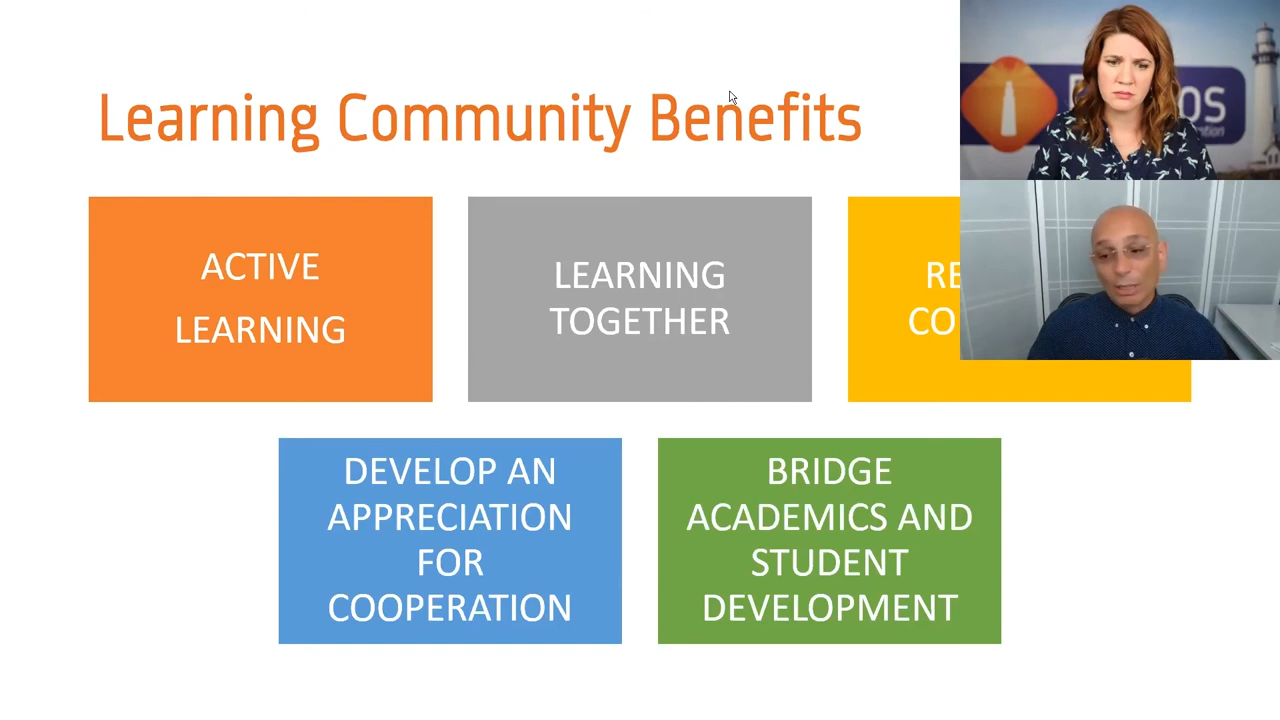 Learning Community Benefits
ACTIVE
LEARNING
LEARNING
TOGETHER
DEVELOP AN
APPRECIATION
FOR
COOPERATION
BRIDGE
ACADEMICS AND
STUDENT
DEVELOPMENT